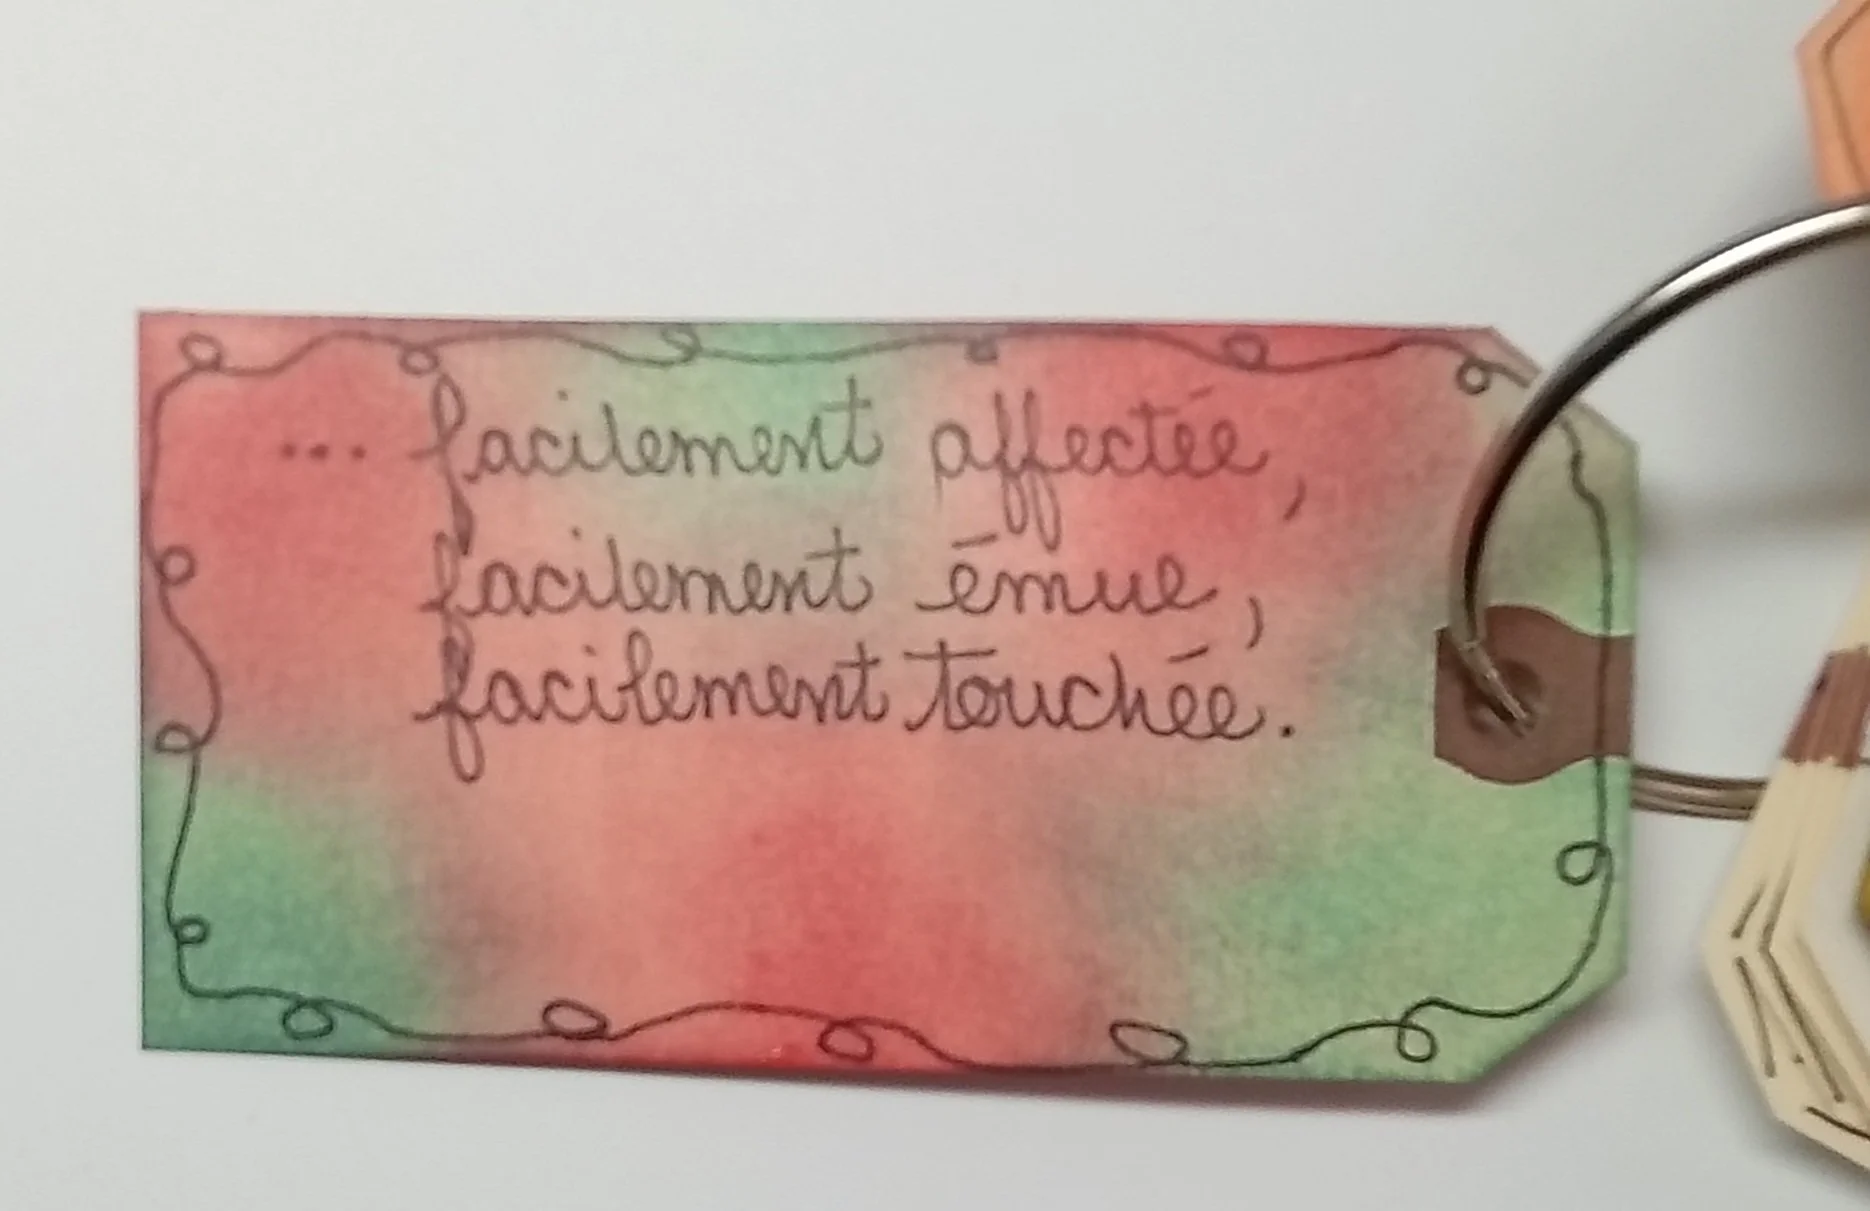 ... facilement affectée,
facilement émue,
facilement touchée.